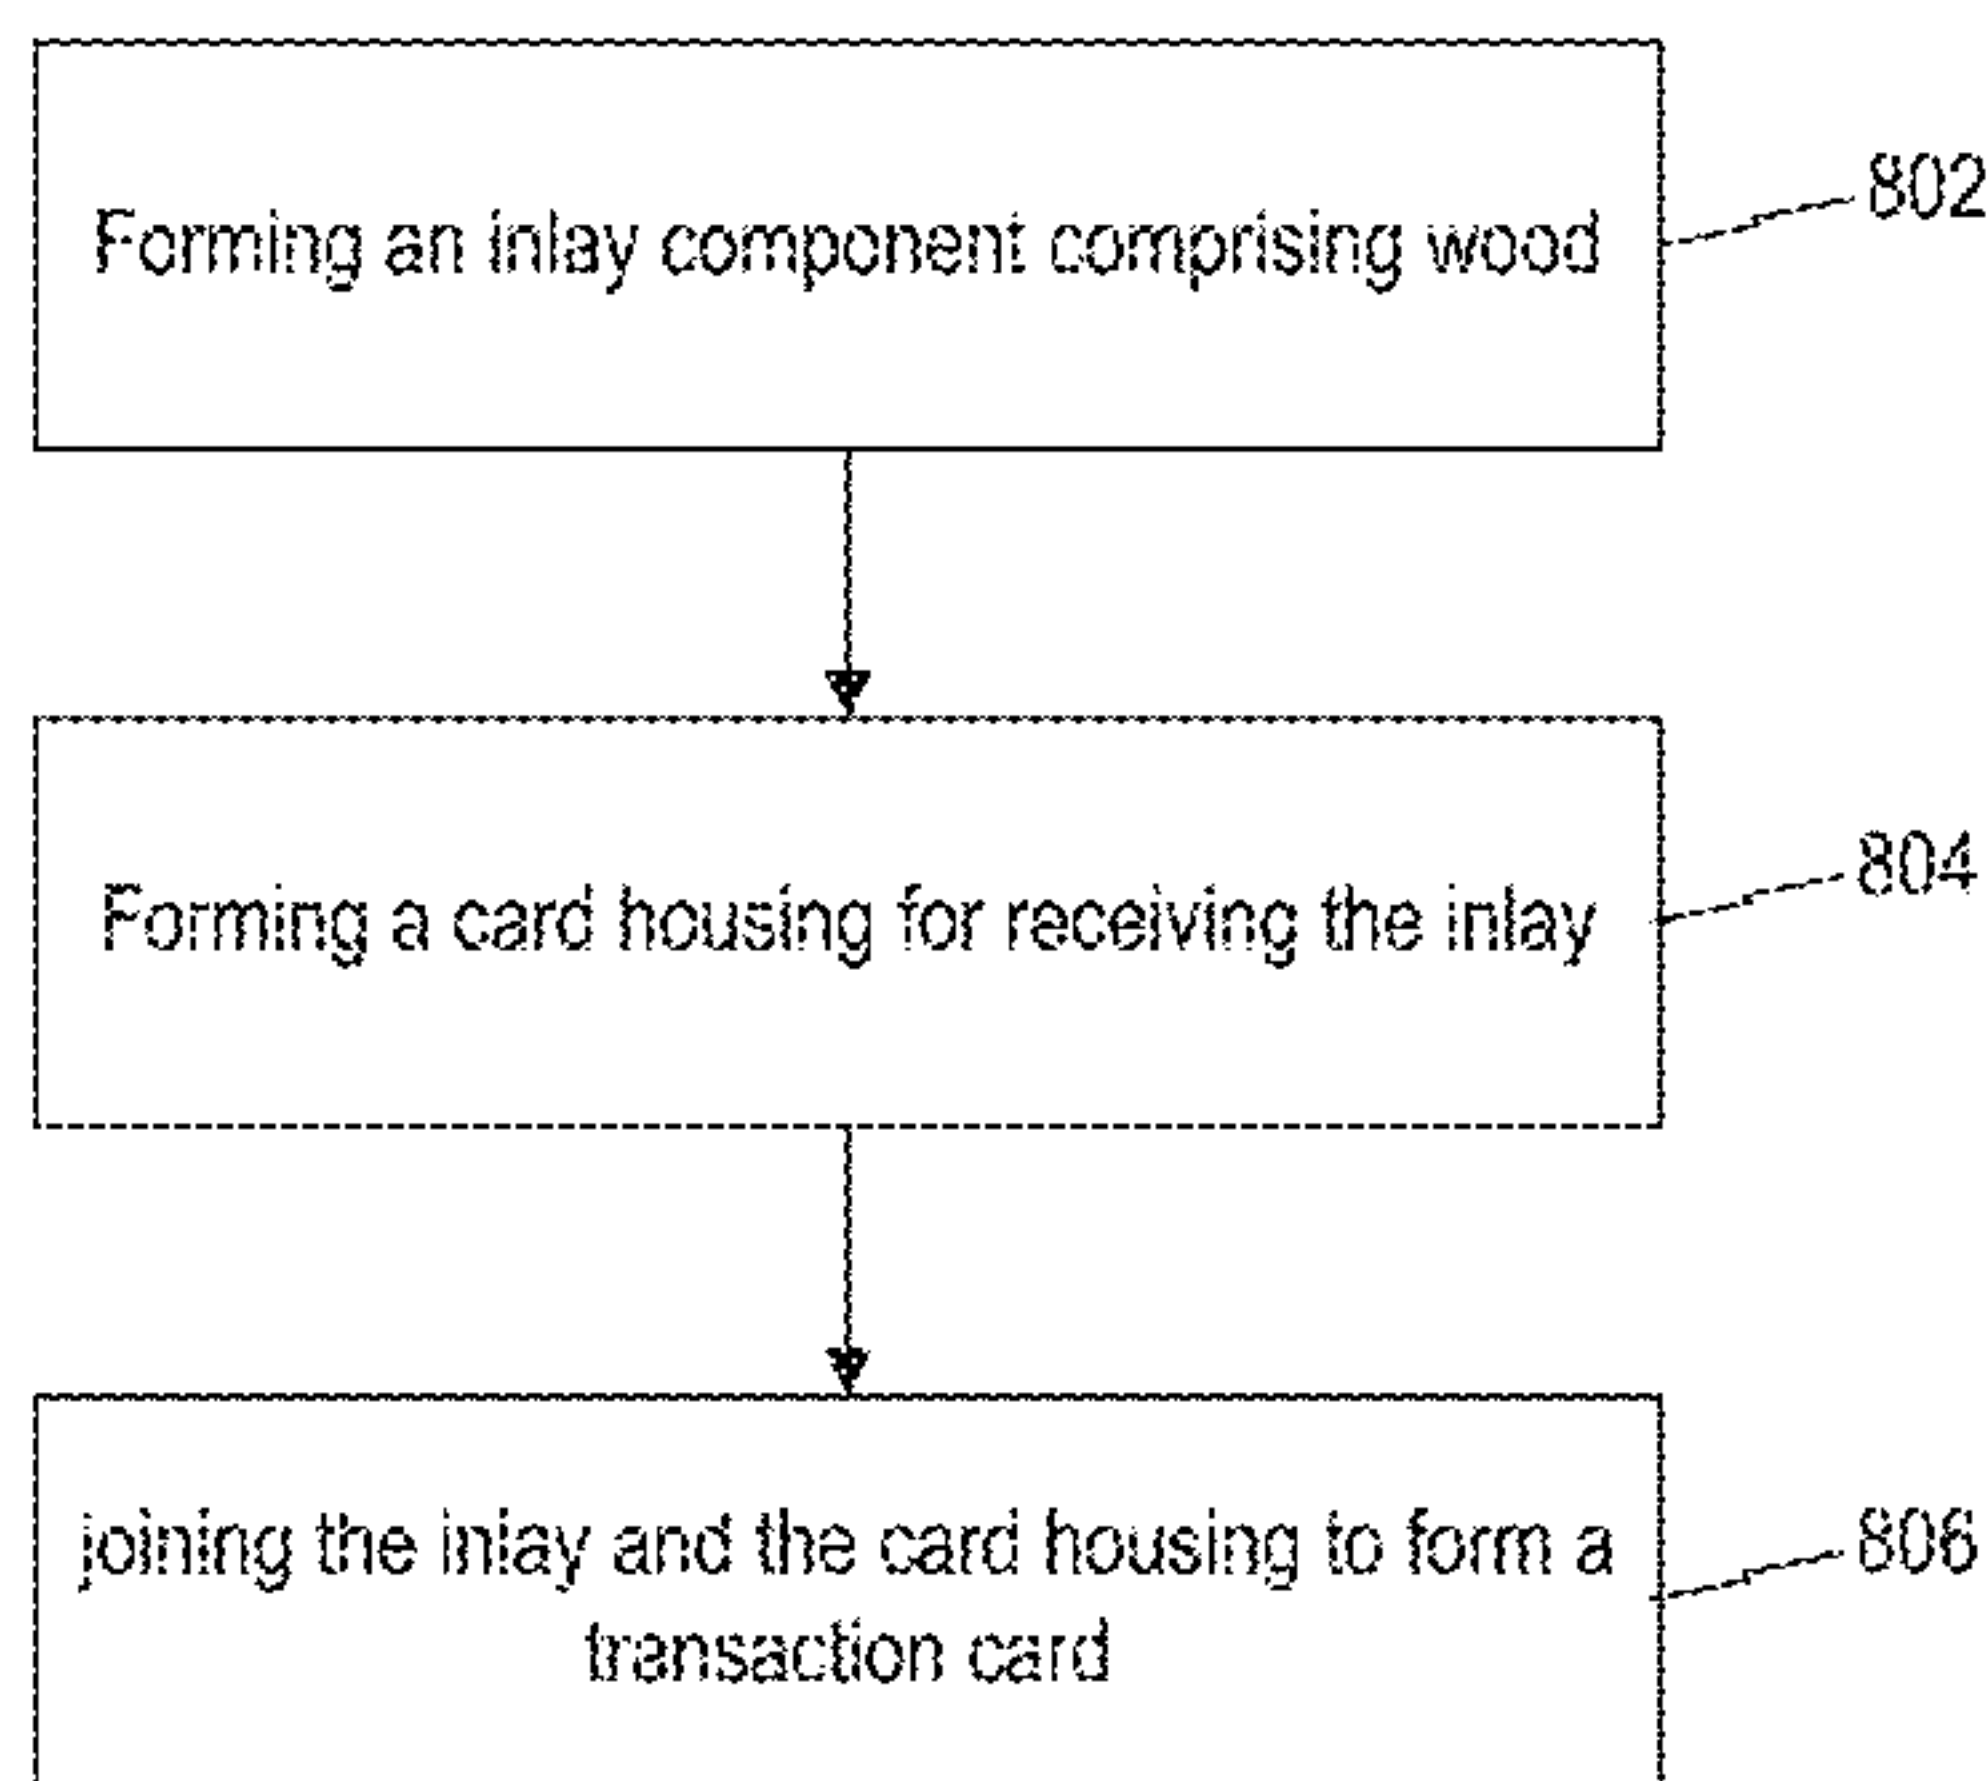 Forming an inlay component comprising wood
802
Forming a card housing for receiving the inlay
804
joining the inlay and the card housing to form a
transaction card
806